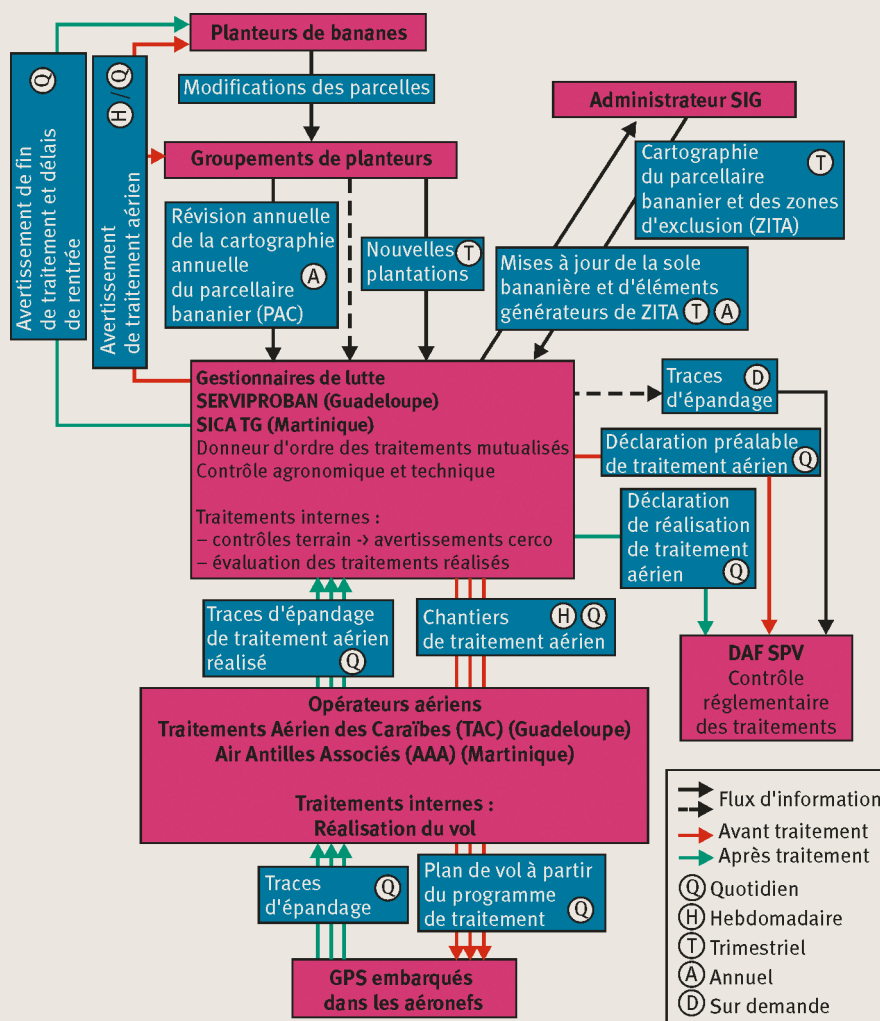 Planteurs de bananes
Modifications des parcelles
Groupements de planteurs
Administrateur SIG
Avertissement de fin
de traitement et délais
de rentrée
Q
Avertissement
de traitement aérien
H / Q
Révision annuelle
de la cartographie
annuelle
du parcellaire
bananier (PAC)
A
Nouvelles
plantations
T
Cartographie
du parcellaire
bananier et des zones
d'exclusion (ZITA)
T
Mises à jour de la sole
bananière et d'éléments
générateurs de ZITA T A
Gestionnaires de lutte
SERVIPROBAN (Guadeloupe)
SICA TG (Martinique)
Donneur d'ordre des traitements mutualisés
Contrôle agronomique et technique
Traitements internes :
– contrôles terrain -> avertissements cerco
– évaluation des traitements réalisés
Traces
d'épandage
D
Déclaration préalable
de traitement aérien Q
Déclaration
de réalisation
de traitement
aérien Q
Traces d'épandage
de traitement aérien
réalisé Q
Chantiers H Q
de traitement aérien
DAF SPV
Contrôle
réglementaire
des traitements
Opérateurs aériens
Traitements Aérien des Caraïbes (TAC) (Guadeloupe)
Air Antilles Associés (AAA) (Martinique)
Traitements internes :
Réalisation du vol
Traces Q
d'épandage
Plan de vol à partir
du programme
de traitement Q
GPS embarqués
dans les aéronefs
Flux d'information
Avant traitement
Après traitement
Q Quotidien
H Hebdomadaire
T Trimestriel
A Annuel
D Sur demande